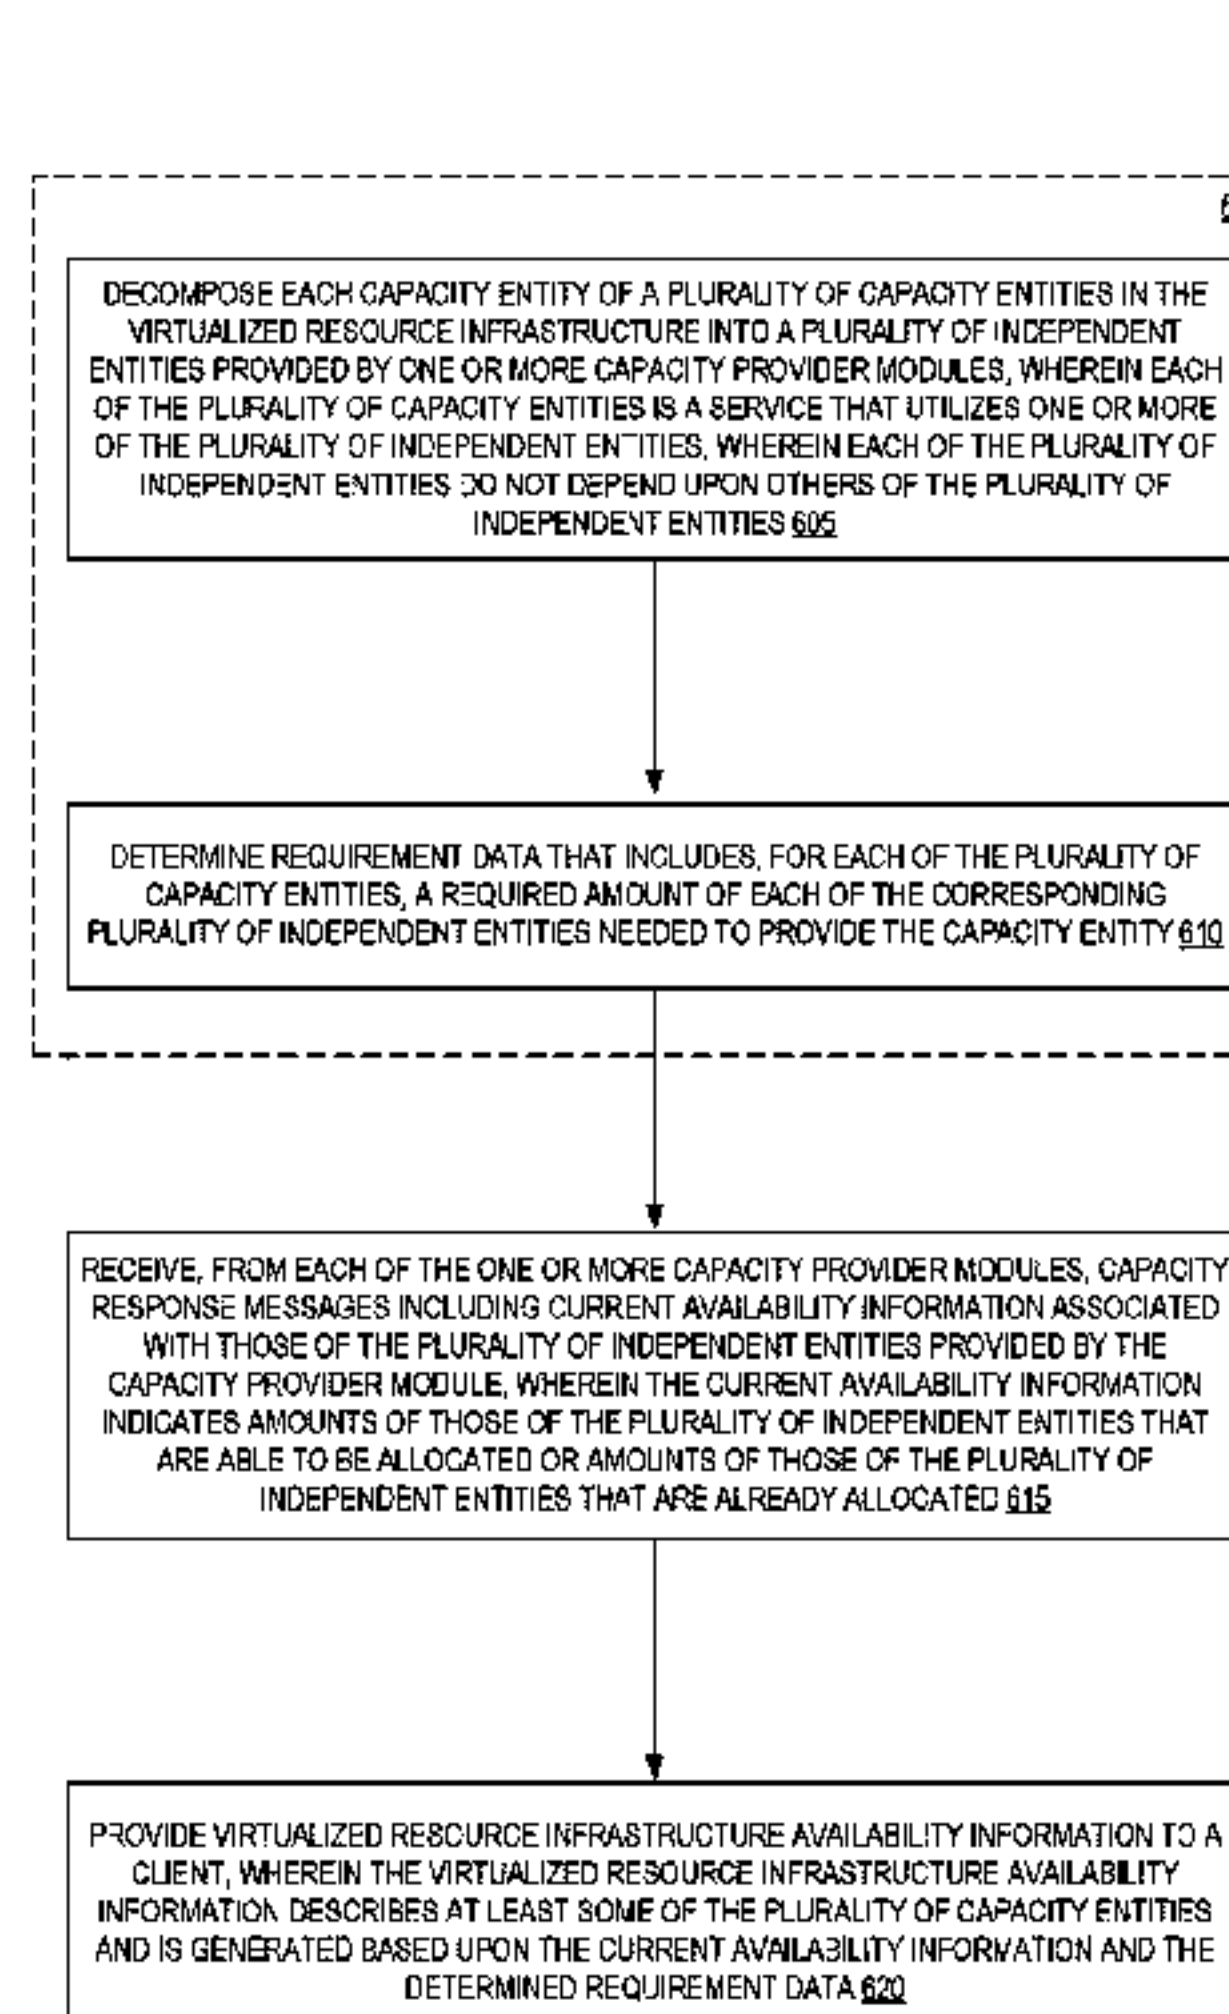 DECOMPOSE EACH CAPACITY ENTITY OF A PLURALITY OF CAPACITY ENTITIES IN THE
VIRTUALIZED RESOURCE INFRASTRUCTURE INTO A PLURALITY OF INDEPENDENT
ENTITIES PROVIDED BY ONE OR MORE CAPACITY PROVIDER MODULES, WHEREIN EACH
OF THE PLURALITY OF CAPACITY ENTITIES IS A SERVICE THAT UTILIZES ONE OR MORE
OF THE PLURALITY OF INDEPENDENT ENTITIES, WHEREIN EACH OF THE PLURALITY OF
INDEPENDENT ENTITIES DO NOT DEPEND UPON OTHERS OF THE PLURALITY OF
INDEPENDENT ENTITIES 605
DETERMINE REQUIREMENT DATA THAT INCLUDES, FOR EACH OF THE PLURALITY OF
CAPACITY ENTITIES, A REQUIRED AMOUNT OF EACH OF THE CORRESPONDING
PLURALITY OF INDEPENDENT ENTITIES NEEDED TO PROVIDE THE CAPACITY ENTITY 610
RECEIVE, FROM EACH OF THE ONE OR MORE CAPACITY PROVIDER MODULES, CAPACITY
RESPONSE MESSAGES INCLUDING CURRENT AVAILABILITY INFORMATION ASSOCIATED
WITH THOSE OF THE PLURALITY OF INDEPENDENT ENTITIES PROVIDED BY THE
CAPACITY PROVIDER MODULE, WHEREIN THE CURRENT AVAILABILITY INFORMATION
INDICATES AMOUNTS OF THOSE OF THE PLURALITY OF INDEPENDENT ENTITIES THAT
ARE ABLE TO BE ALLOCATED OR AMOUNTS OF THOSE OF THE PLURALITY OF
INDEPENDENT ENTITIES THAT ARE ALREADY ALLOCATED 615
PROVIDE VIRTUALIZED RESOURCE INFRASTRUCTURE AVAILABILITY INFORMATION TO A
CLIENT, WHEREIN THE VIRTUALIZED RESOURCE INFRASTRUCTURE AVAILABILITY
INFORMATION DESCRIBES AT LEAST SOME OF THE PLURALITY OF CAPACITY ENTITIES
AND IS GENERATED BASED UPON THE CURRENT AVAILABILITY INFORMATION AND THE
DETERMINED REQUIREMENT DATA 620